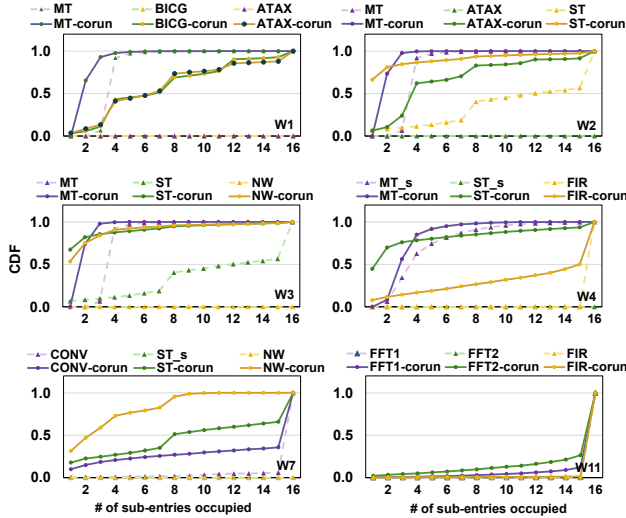 MT BICG ATAX
MT-corun BICG-corun ATAX-corun
1.0
0.5
0.0
2 4 6 8 10 12 14 16
W1
MT ATAX ST
MT-corun ATAX-corun ST-corun
1.0
0.5
0.0
2 4 6 8 10 12 14 16
W2
MT ST NW
MT-corun ST-corun NW-corun
1.0
0.5
0.0
2 4 6 8 10 12 14 16
W3
CDF
MT_s ST_s FIR
MT-corun ST-corun FIR-corun
1.0
0.5
0.0
2 4 6 8 10 12 14 16
W4
CONV ST_s NW
CONV-corun ST-corun NW-corun
1.0
0.5
0.0
2 4 6 8 10 12 14 16
W7
# of sub-entries occupied
FFT1 FFT2 FIR
FFT1-corun FFT2-corun FIR-corun
1.0
0.5
0.0
2 4 6 8 10 12 14 16
W11
# of sub-entries occupied